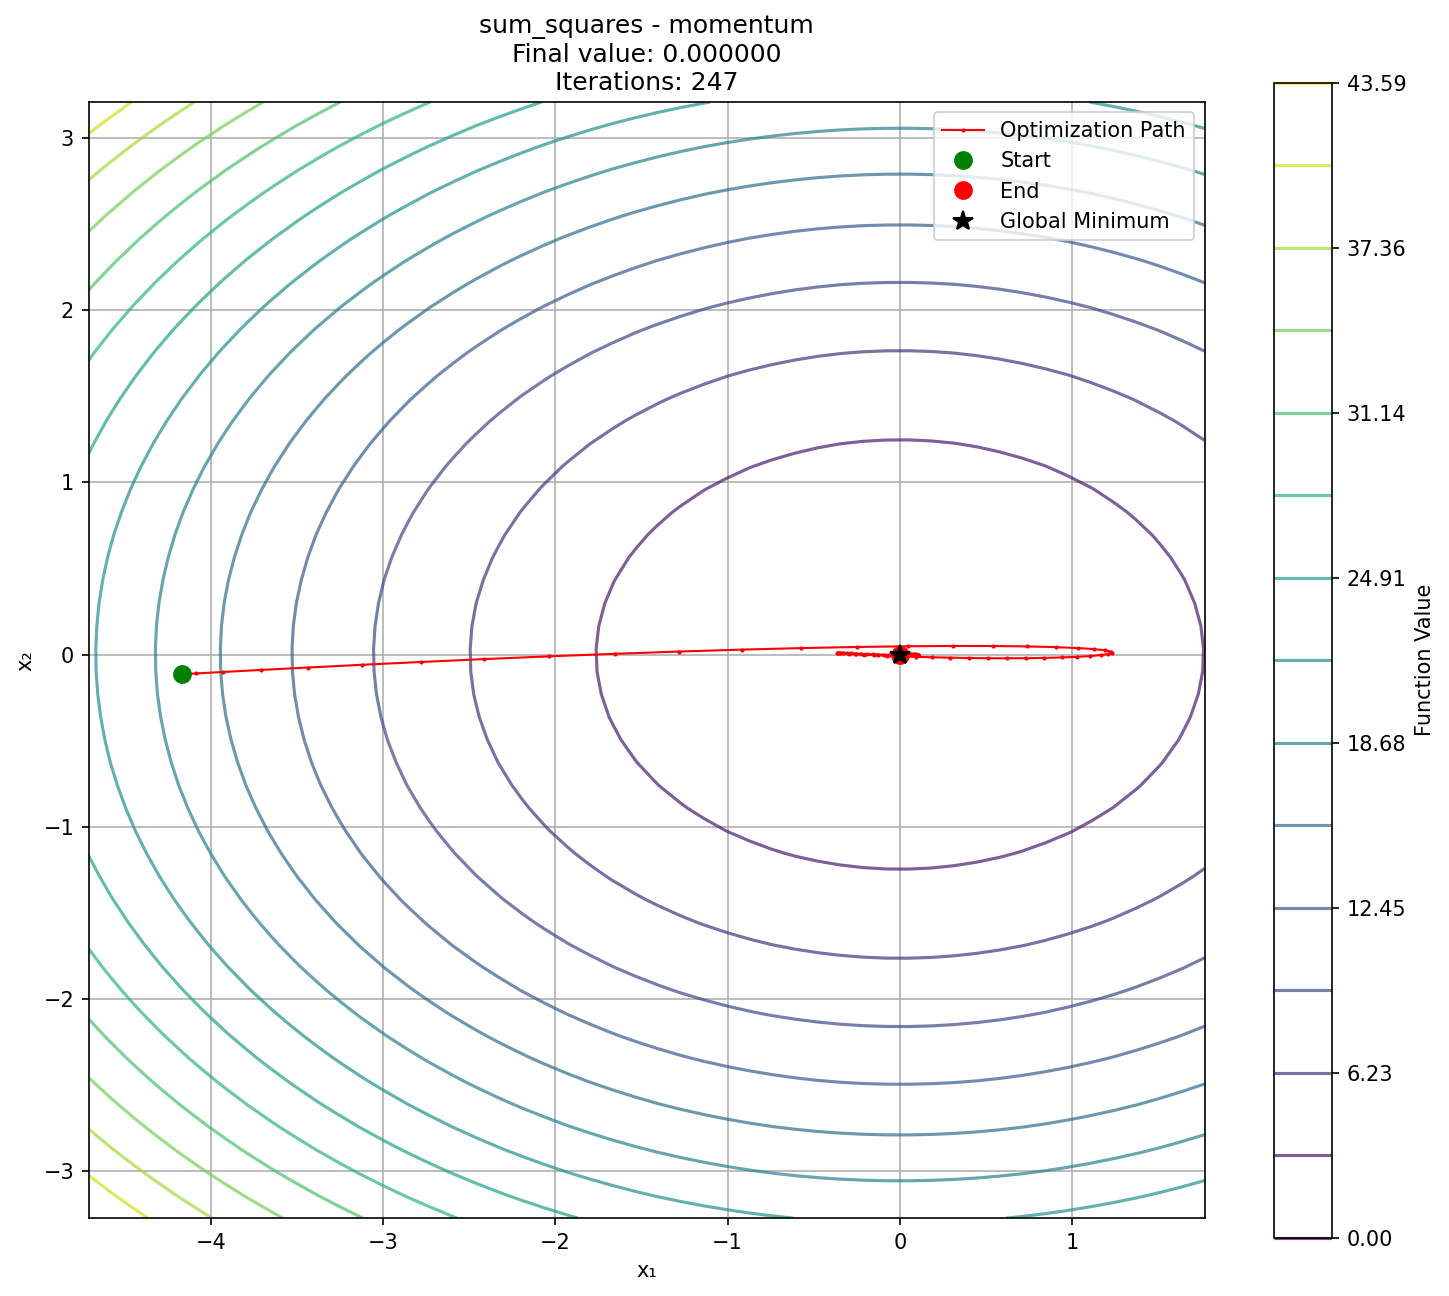 sum_squares - momentum
Final value: 0.000000
Iterations: 247
Optimization Path
Start
End
Global Minimum
3
2
1
0
−1
−2
−3
x₂
−4
−3
−2
−1
0
1
x₁
43.59
37.36
31.14
24.91
18.68
12.45
6.23
0.00
Function Value